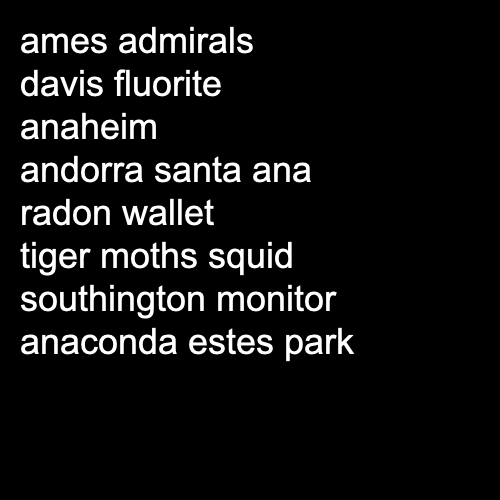 ames admirals
davis fluorite
anaheim
andorra santa ana
radon wallet
tiger moths squid
southington monitor
anaconda estes park